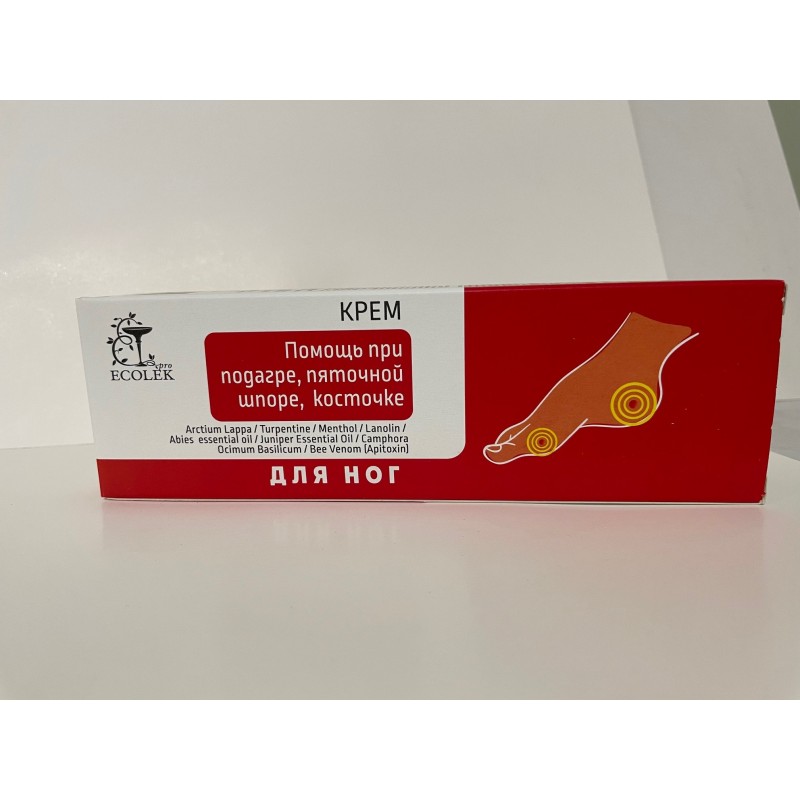 КРЕМ
Помощь при
подагре, пяточной
шпоре, косточке
pro
ECOLEK
Arctium Lappa / Turpentine / Menthol / Lanolin /
Abies essential oil / Juniper Essential Oil / Camphora
Ocimum Basilicum / Bee Venom (Apitoxin)
ДЛЯ НОГ